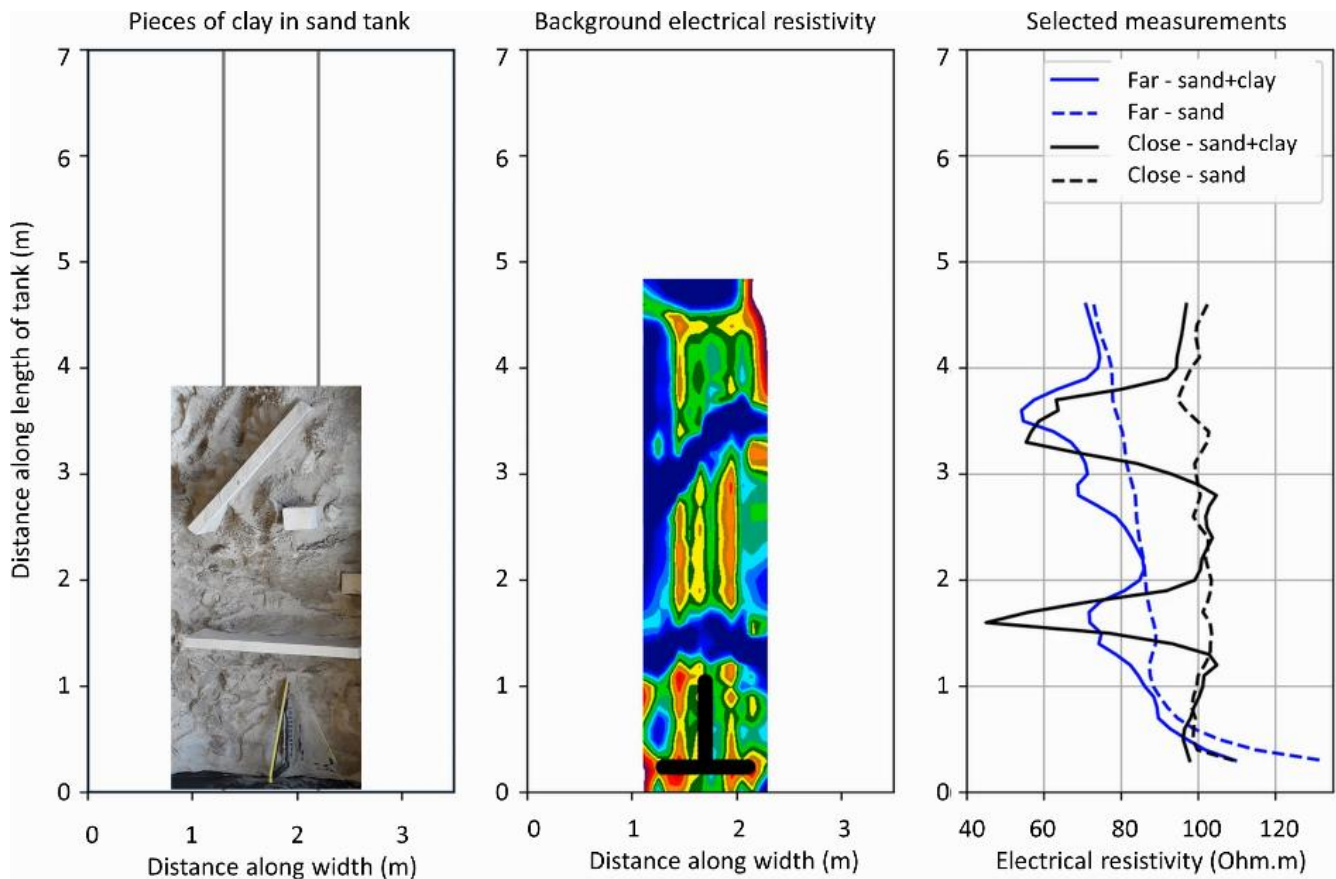 Pieces of clay in sand tank
Background electrical resistivity
Selected measurements
Distance along length of tank (m)
7
6
5
4
3
2
1
0
0 1 2 3
Distance along width (m)
7
6
5
4
3
2
1
0
0 1 2 3
Distance along width (m)
Far - sand+clay
Far - sand
Close - sand+clay
Close - sand
7
6
5
4
3
2
1
0
40 60 80 100 120
Electrical resistivity (Ohm.m)